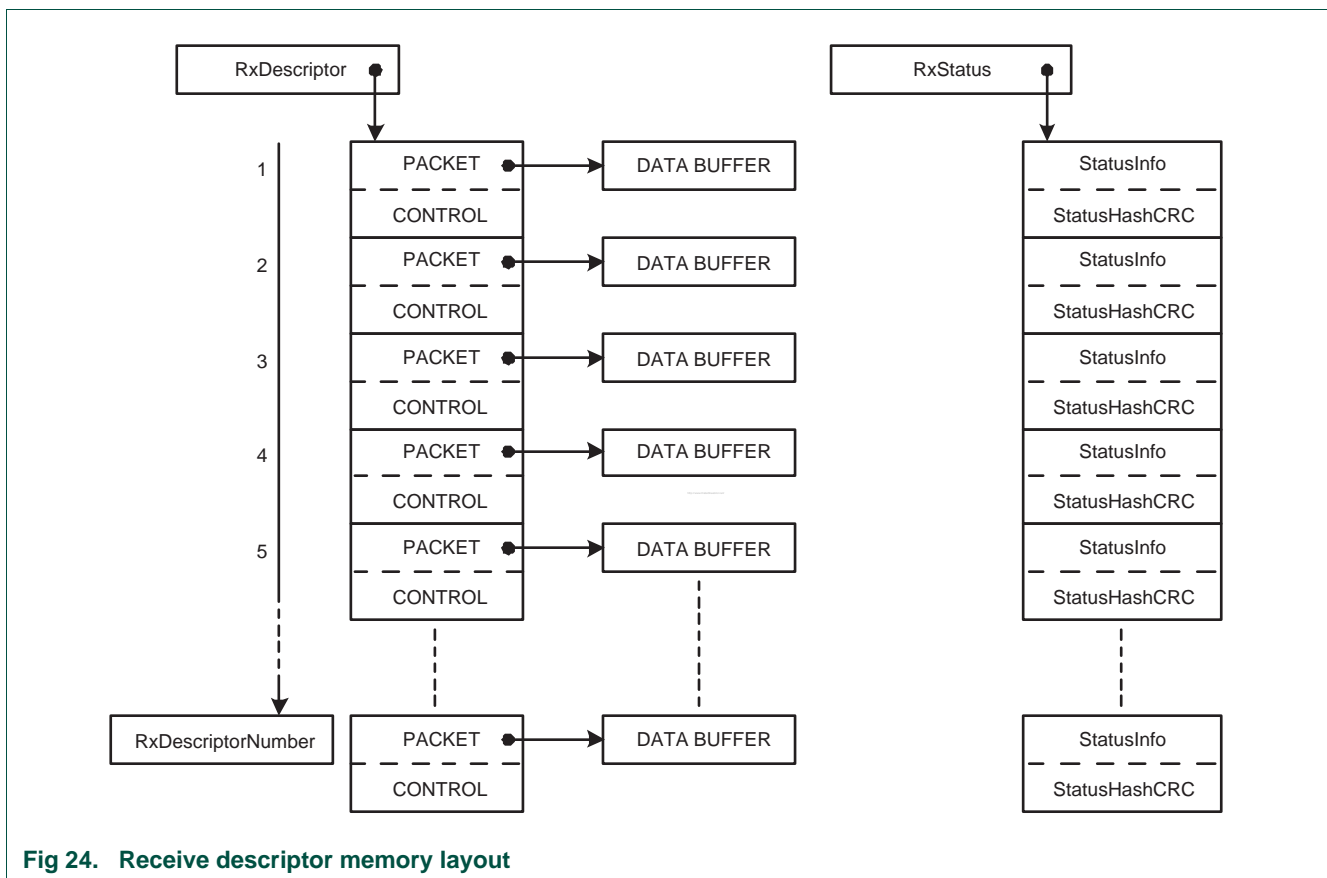 RxDescriptor
RxStatus
1
PACKET
DATA BUFFER
StatusInfo
CONTROL
StatusHashCRC
2
PACKET
DATA BUFFER
StatusInfo
CONTROL
StatusHashCRC
3
PACKET
DATA BUFFER
StatusInfo
CONTROL
StatusHashCRC
4
PACKET
DATA BUFFER
StatusInfo
CONTROL
StatusHashCRC
5
PACKET
DATA BUFFER
StatusInfo
CONTROL
StatusHashCRC
RxDescriptorNumber
PACKET
DATA BUFFER
StatusInfo
CONTROL
StatusHashCRC
Fig 24. Receive descriptor memory layout